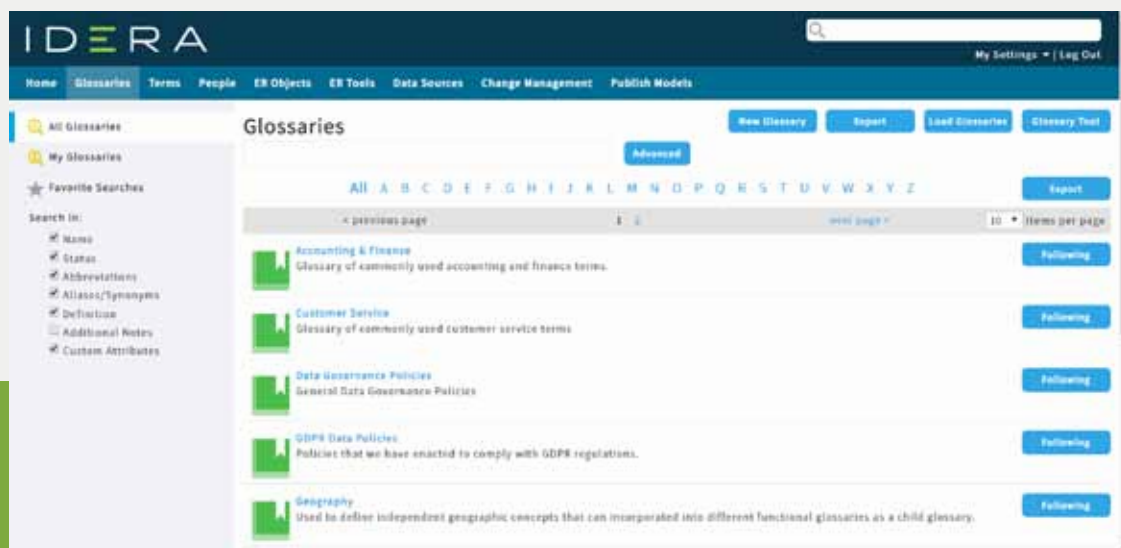 IDERA
My Settings | Log Out
Home Glossaries Terms People ER Objects ER Tools Data Sources Change Management Publish Models
All Glossaries
My Glossaries
Favorite Searches
Search in:
Name
Status
Abbreviations
Aliases/Synonyms
Definition
Additional Notes
Custom Attributes
Glossaries
New Glossary Export Load Glossaries Glossary Tool
Advanced
All A B C D E F G H I J K L M N O P Q R S T U V W X Y Z
Export
< previous page 1 2 next page > 10 items per page
Accounting & Finance
Glossary of commonly used accounting and finance terms.
Following
Customer Service
Glossary of commonly used customer service terms
Following
Data Governance Policies
General Data Governance Policies
Following
GDPR Data Policies
Policies that we have enacted to comply with GDPR regulations.
Following
Geography
Used to define independent geographic concepts that can incorporated into different functional glossaries as a child glossary.
Following